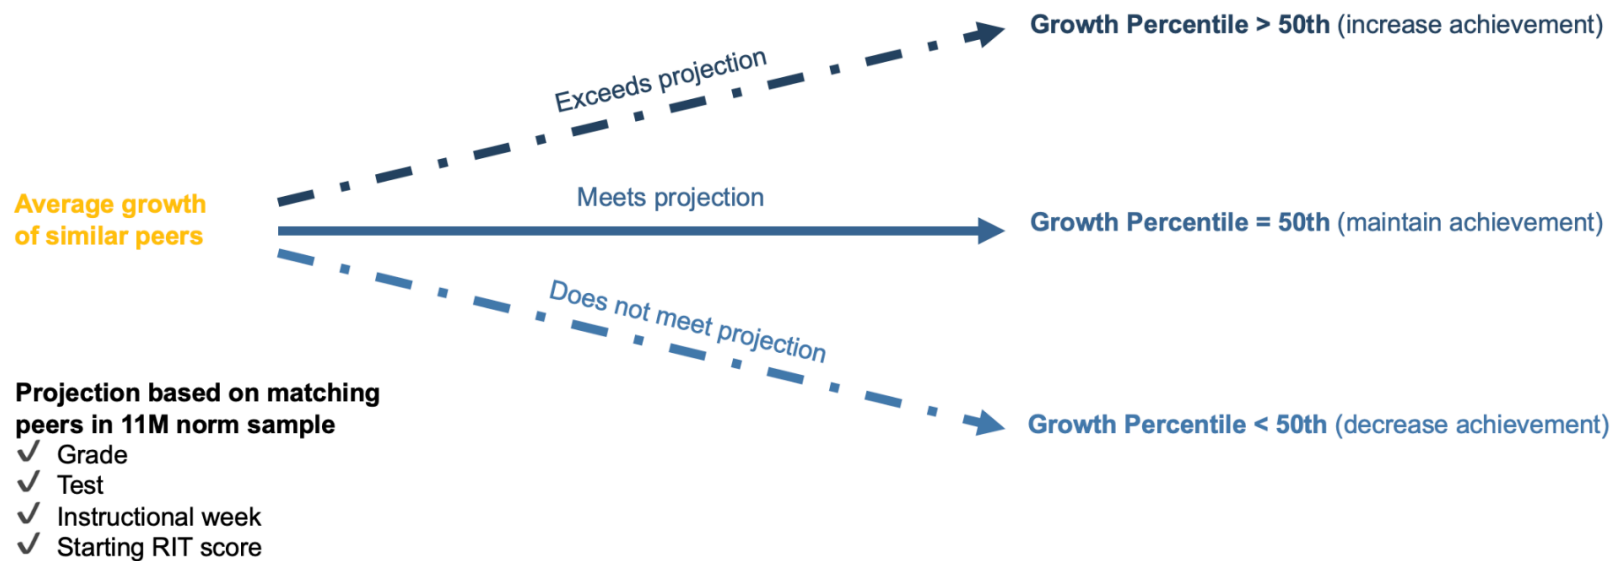 Growth Percentile > 50th (increase achievement)
Exceeds projection
Average growth
of similar peers
Meets projection
Growth Percentile = 50th (maintain achievement)
Does not meet projection
Growth Percentile < 50th (decrease achievement)
Projection based on matching
peers in 11M norm sample
✓ Grade
✓ Test
✓ Instructional week
✓ Starting RIT score